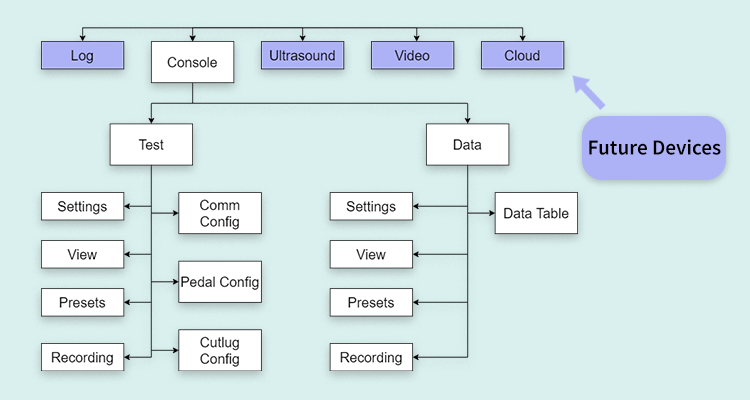 Log
Console
Ultrasound
Video
Cloud
Future Devices
Test
Data
Settings
Comm
Config
View
Pedal Config
Presets
Cutlug
Config
Recording
Settings
Data Table
View
Presets
Recording